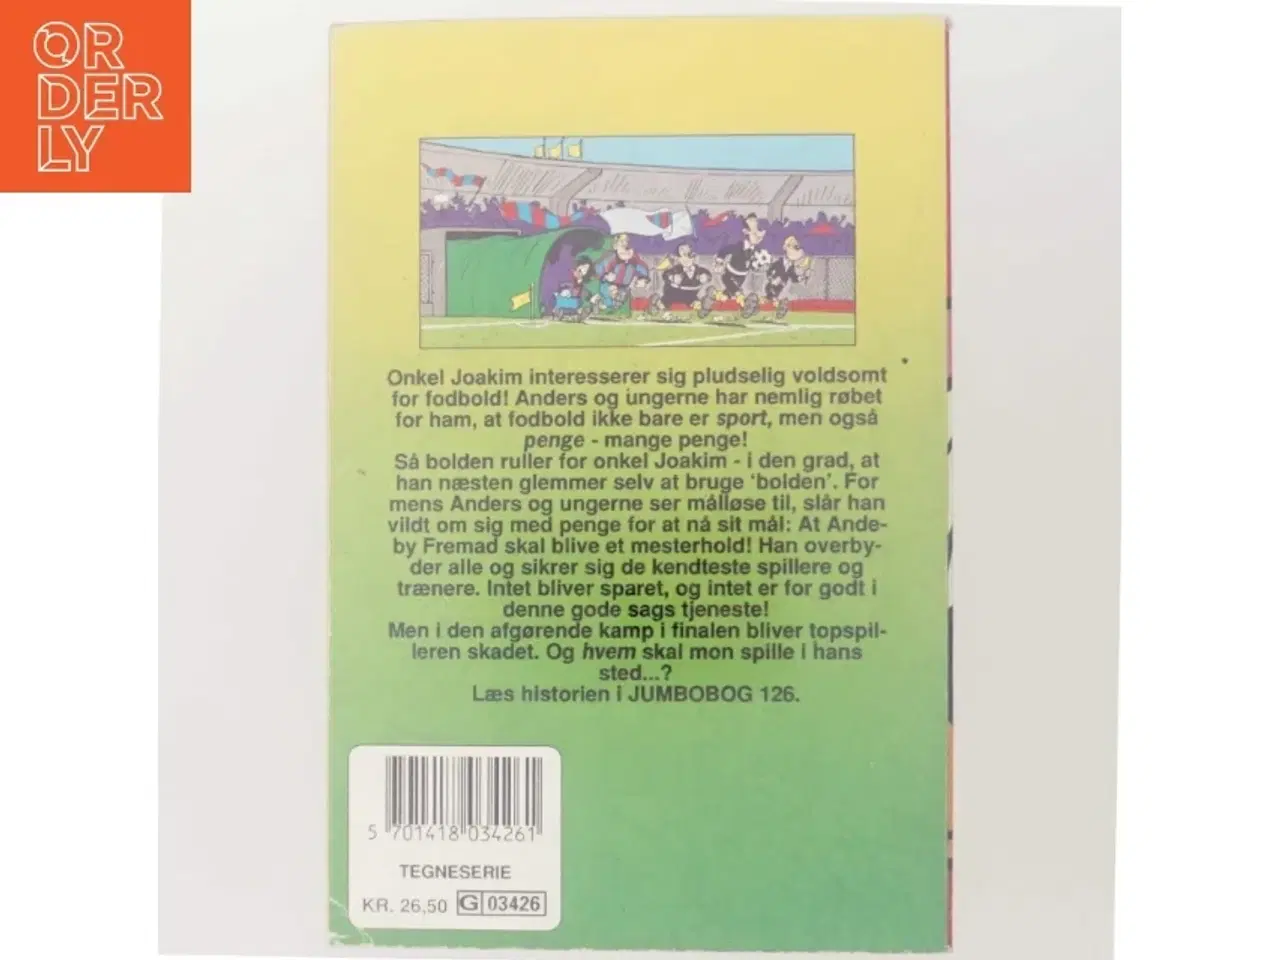 OR
DER
LY
Onkel Joakim interesserer sig pludselig voldsomt
for fodbold! Anders og ungerne har nemlig røbet
for ham, at fodbold ikke bare er sport, men også
penge - mange penge!
Så bolden ruller for onkel Joakim - i den grad, at
han næsten glemmer selv at bruge 'bolden'. For
mens Anders og ungerne ser målløse til, slår han
vildt om sig med penge for at nå sit mål: At Ande-
by Fremad skal blive et mesterhold! Han overby-
der alle og sikrer sig de kendteste spillere og
trænere. Intet bliver sparet, og intet er for godt i
denne gode sags tjeneste!
Men i den afgørende kamp i finalen bliver topspil-
leren skadet. Og hvem skal mon spille i hans
sted...?
Læs historien i JUMBOBOG 126.
5 701418 034261
TEGNESERIE
KR. 26,50 G 03426